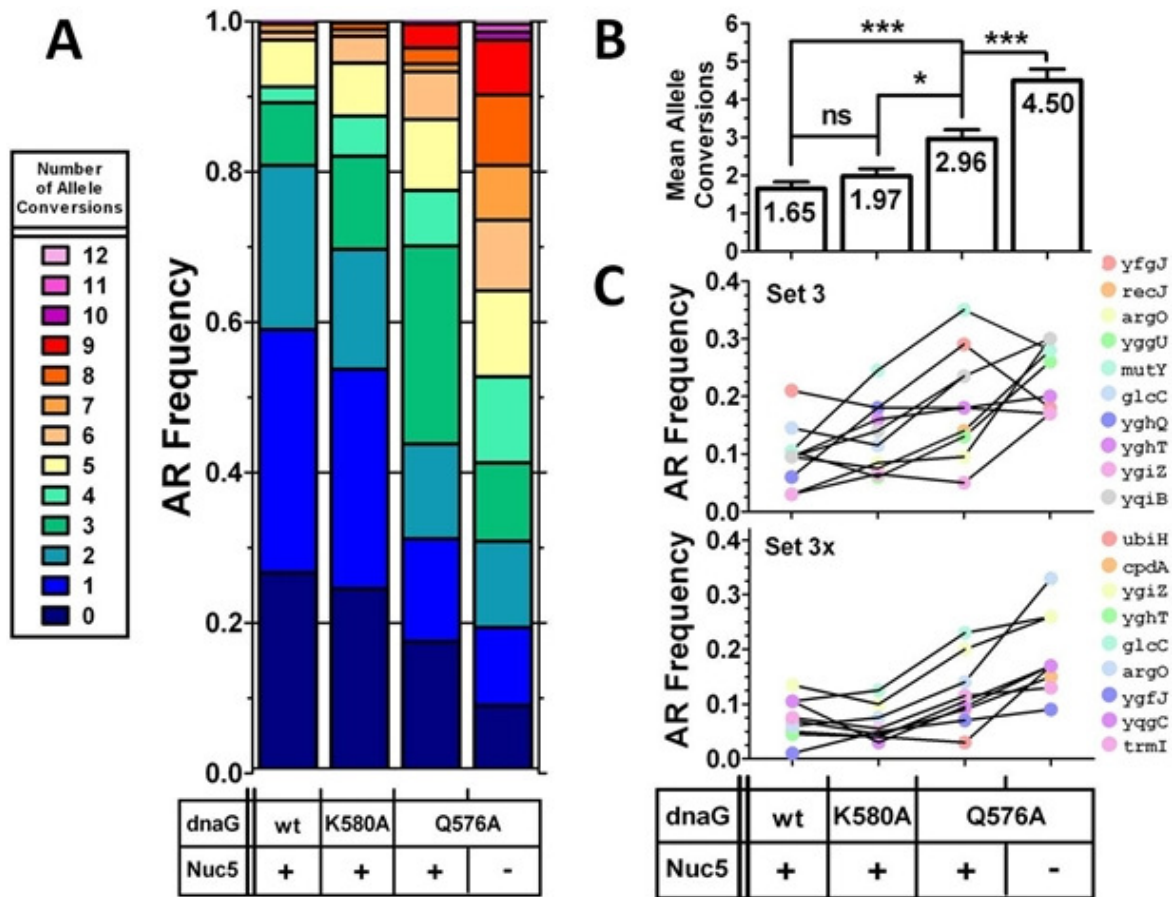 A
Number
of Allele
Conversions
12
11
10
9
8
7
6
5
4
3
2
1
0
AR Frequency
1.0
0.8
0.6
0.4
0.2
0.0
dnaG wt K580A Q576A
Nuc5 + + + -
B
Mean Allele
Conversions
6
5
4
3
2
1
0
***
***
*
ns
1.65
1.97
2.96
4.50
C
AR Frequency
0.4
0.3
0.2
0.1
0.0
Set 3
yfgJ
recJ
argO
yggU
mutY
glcC
yghQ
yghT
ygiZ
yqiB
AR Frequency
0.4
0.3
0.2
0.1
0.0
Set 3x
ubiH
cpdA
ygiZ
yghT
glcC
argO
ygfJ
yqgC
trmI
dnaG wt K580A Q576A
Nuc5 + + + -